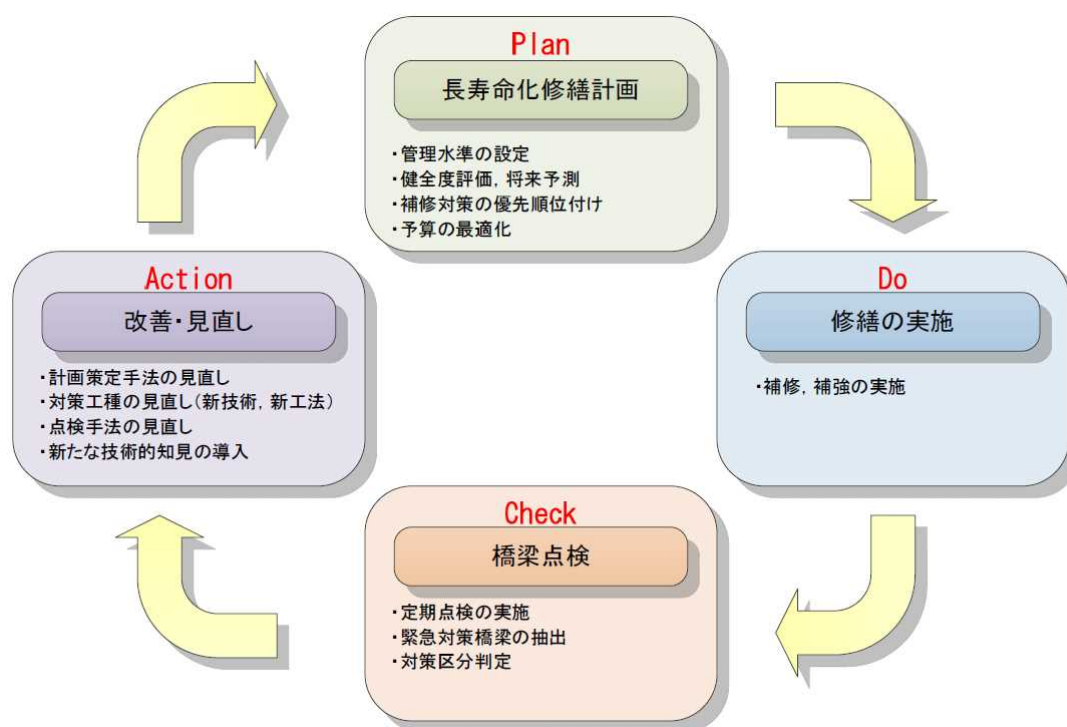 Plan
長寿命化修繕計画
・管理水準の設定
・健全度評価, 将来予測
・補修対策の優先順位付け
・予算の最適化
Do
修繕の実施
・補修, 補強の実施
Check
橋梁点検
・定期点検の実施
・緊急対策橋梁の抽出
・対策区分判定
Action
改善・見直し
・計画策定手法の見直し
・対策工種の見直し(新技術, 新工法)
・点検手法の見直し
・新たな技術的知見の導入